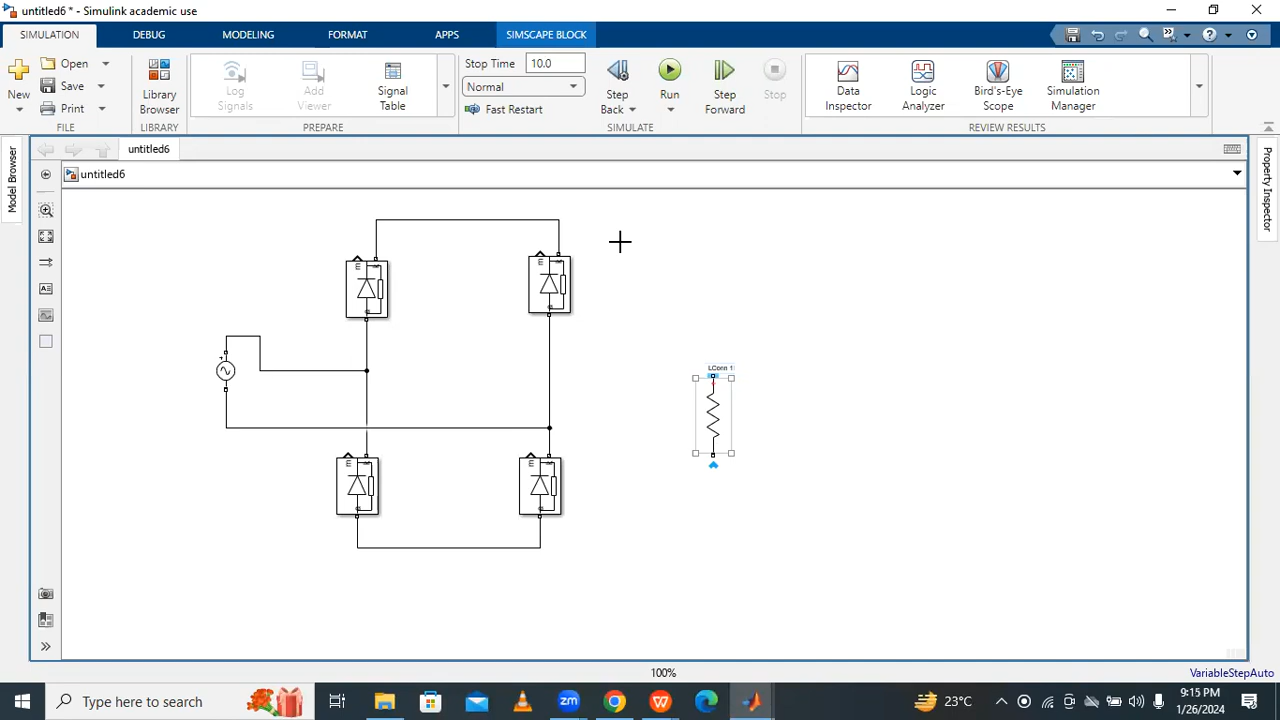 untitled6 * - Simulink academic use
SIMULATION
DEBUG
MODELING
FORMAT
APPS
SIMSCAPE BLOCK
New
Open
Save
Print
FILE
Library
Browser
LIBRARY
Log
Signals
Add
Viewer
Signal
Table
PREPARE
Stop Time
10.0
Normal
Fast Restart
Step
Back
Run
Step
Forward
Stop
SIMULATE
Data
Inspector
Logic
Analyzer
Bird's-Eye
Scope
Simulation
Manager
REVIEW RESULTS
Model Browser
untitled6
untitled6
Property Inspector
m
m
+
LConn 1
m
m
100%
VariableStepAuto
Type here to search
23°C
9:15 PM
1/26/2024